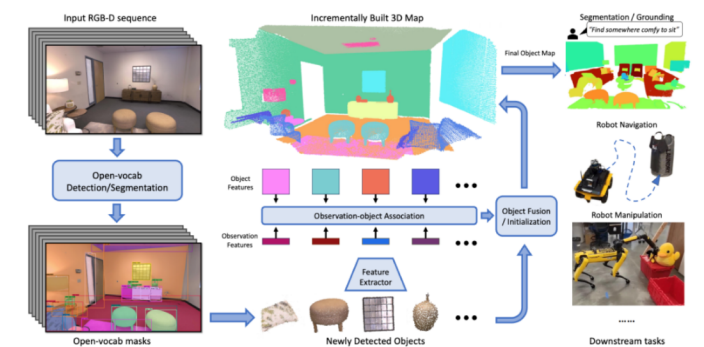 Input RGB-D sequence
Open-vocab
Detection/Segmentation
Open-vocab masks
Incrementally Built 3D Map
Object
Features
Observation-object Association
Observation
Features
Feature
Extractor
Newly Detected Objects
Object Fusion
/ Initialization
Final Object Map
Segmentation / Grounding
"Find somewhere comfy to sit"
Robot Navigation
Robot Manipulation
......
Downstream tasks